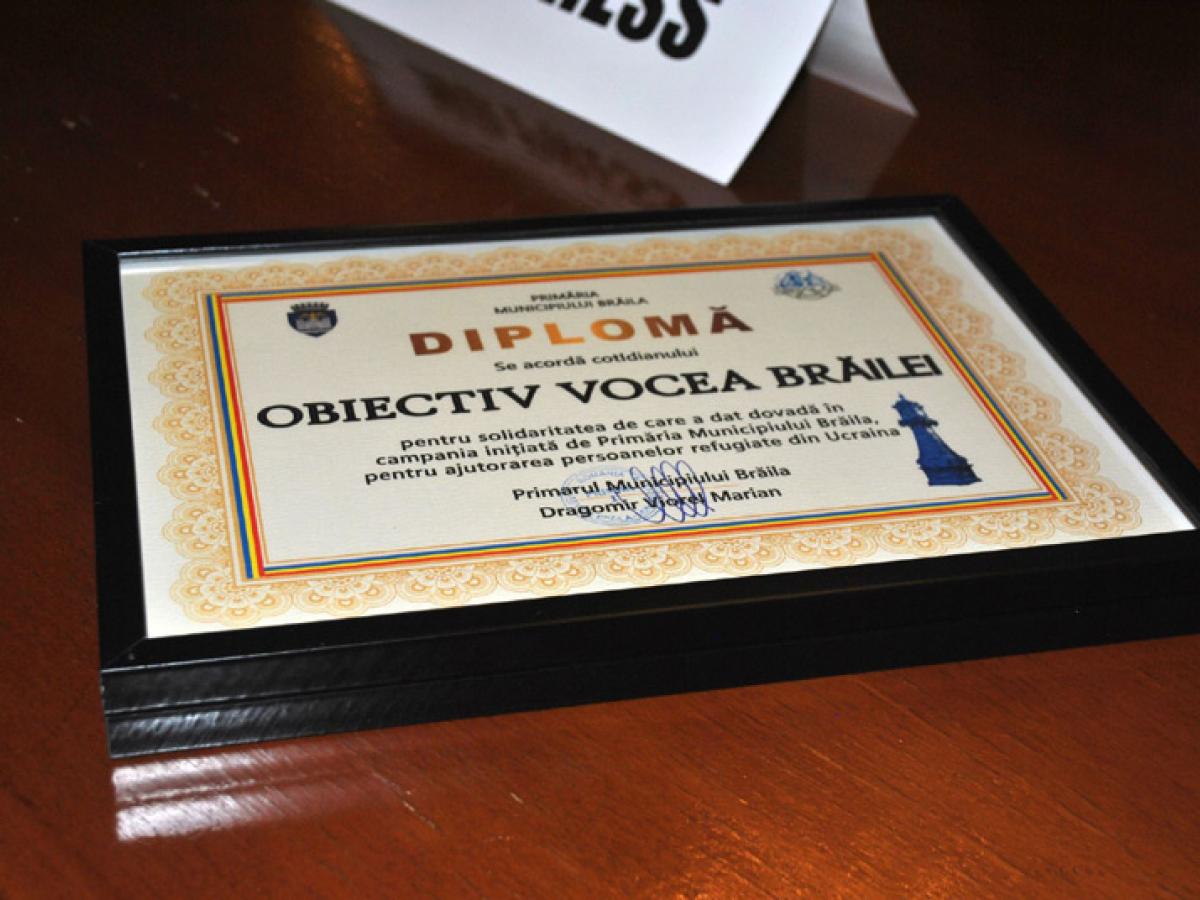 PRIMĂRIA
MUNICIPIULUI BRĂILA
DIPLOMĂ
Se acordă cotidianului
OBIECTIV VOCEA BRĂILEI
pentru solidaritatea de care a dat dovadă în
campania inițiată de Primăria Municipiului Brăila,
pentru ajutorarea persoanelor refugiate din Ucraina
Primarul Municipiului Brăila
Dragomir Viorel Marian